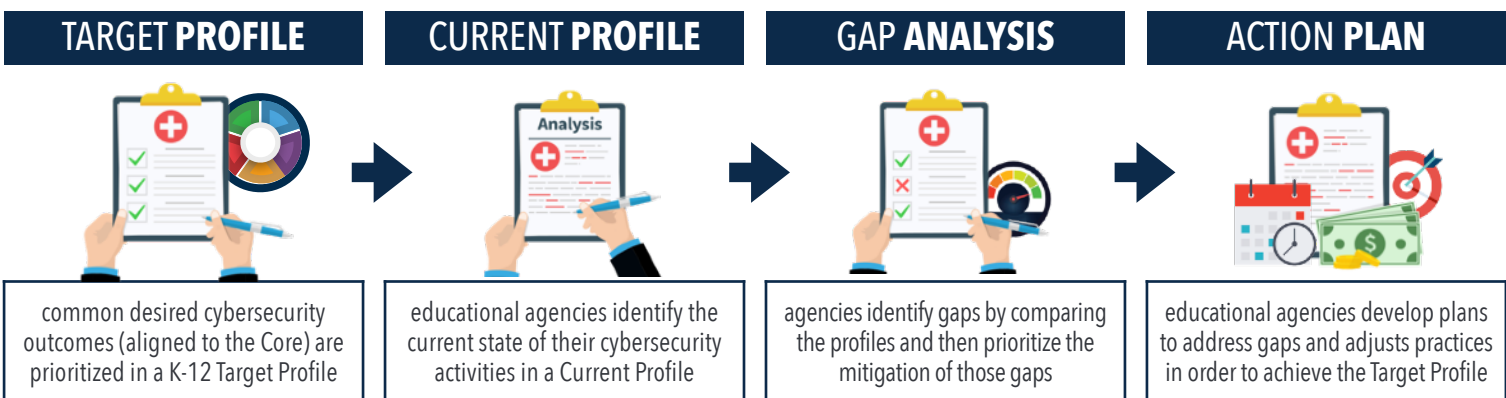 TARGET PROFILE
common desired cybersecurity
outcomes (aligned to the Core) are
prioritized in a K-12 Target Profile
CURRENT PROFILE
Analysis
educational agencies identify the
current state of their cybersecurity
activities in a Current Profile
GAP ANALYSIS
agencies identify gaps by comparing
the profiles and then prioritize the
mitigation of those gaps
ACTION PLAN
$
educational agencies develop plans
to address gaps and adjusts practices
in order to achieve the Target Profile